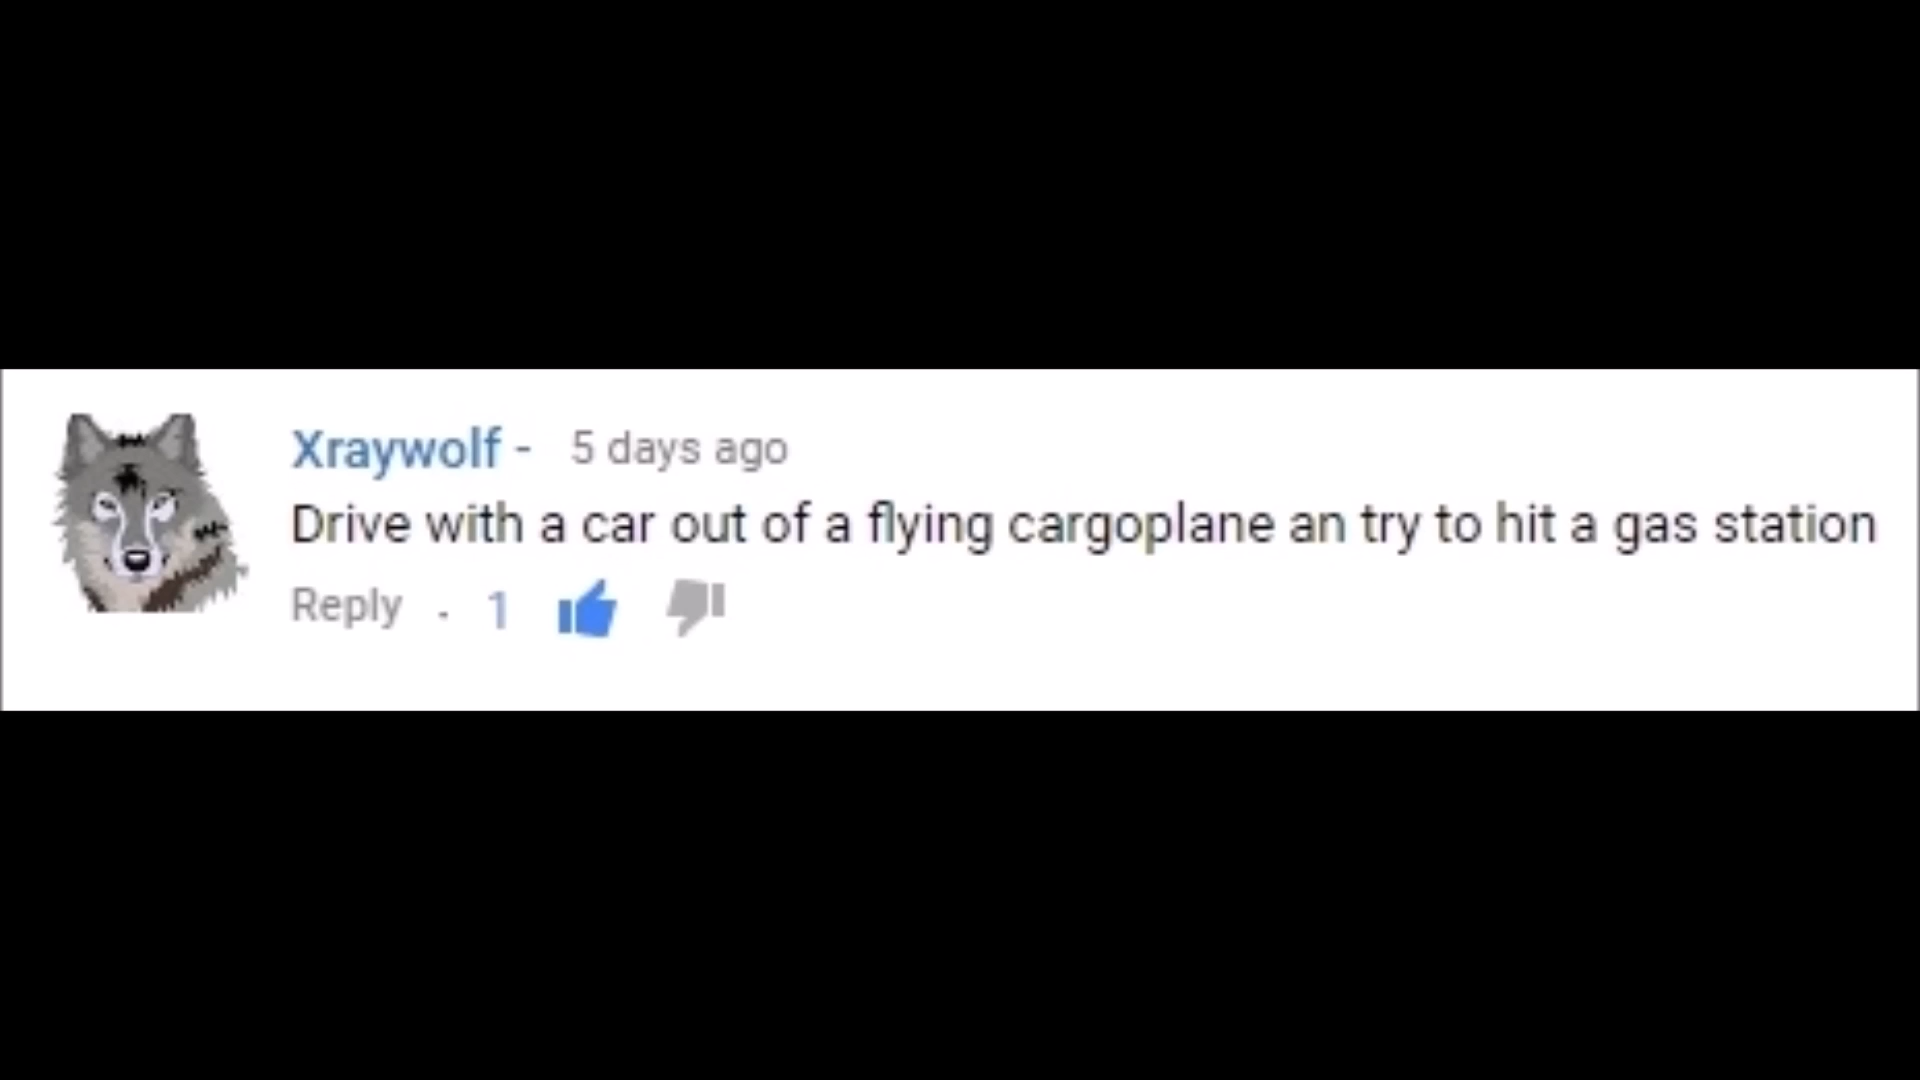 Xraywolf - 5 days ago
Drive with a car out of a flying cargoplane an try to hit a gas station
Reply . 1